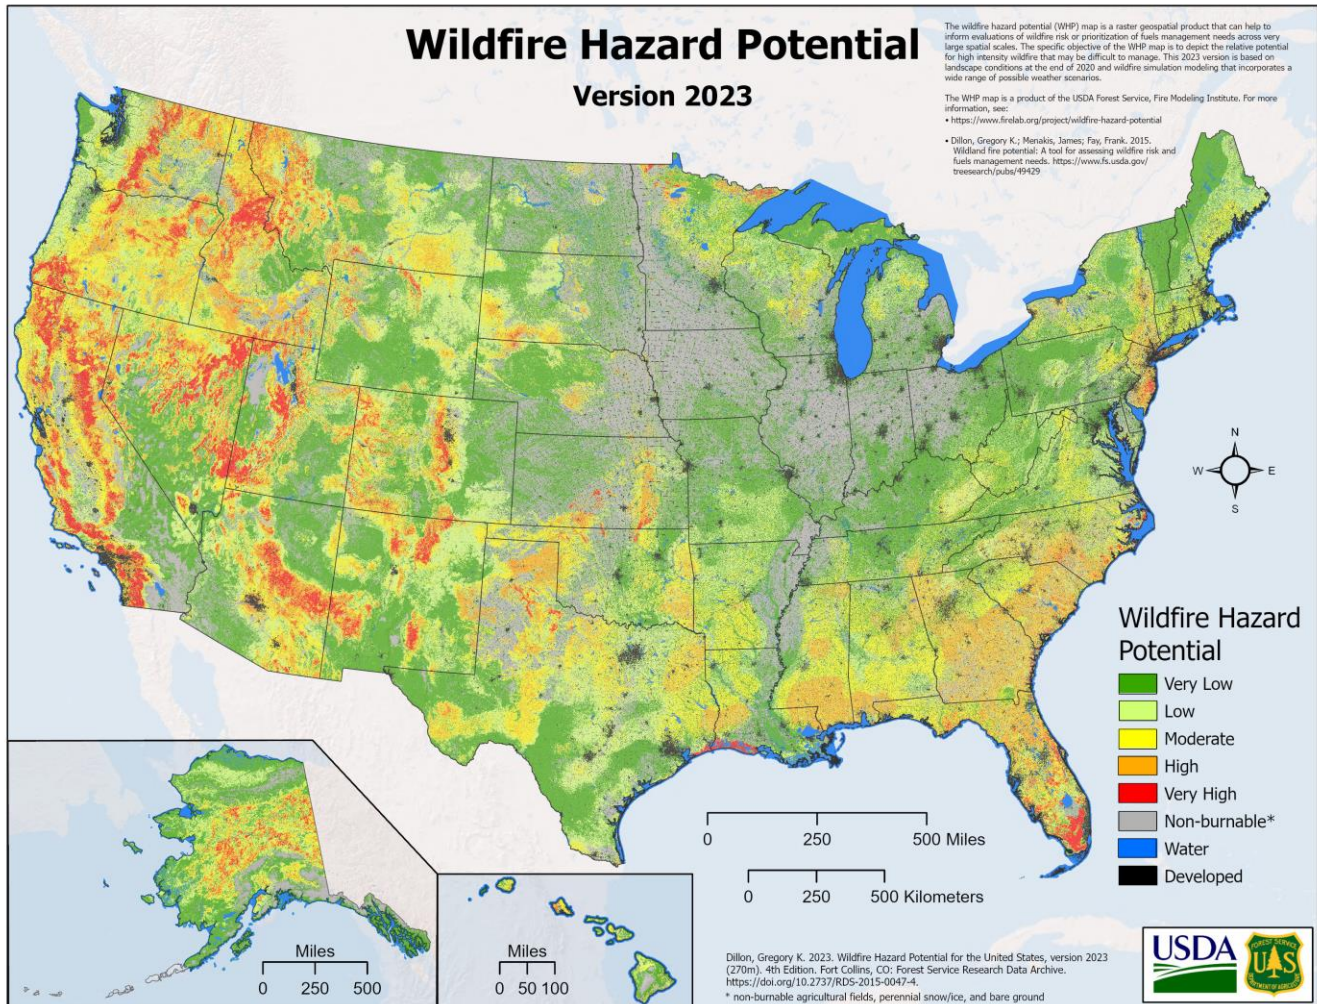 Wildfire Hazard Potential
Version 2023
The wildfire hazard potential (WHP) map is a raster geospatial product that can help to
inform evaluations of wildfire risk or prioritization of fuels management needs across very
large spatial scales. The specific objective of the WHP map is to depict the relative potential
for high intensity wildfire that may be difficult to manage. This 2023 version is based on
landscape conditions at the end of 2020 and wildfire simulation modeling that incorporates a
wide range of possible weather scenarios.
The WHP map is a product of the USDA Forest Service, Fire Modeling Institute. For more
information, see:
• https://www.firelab.org/project/wildfire-hazard-potential
• Dillon, Gregory K.; Menakis, James; Fay, Frank. 2015.
Wildland fire potential: A tool for assessing wildfire risk and
fuels management needs. https://www.fs.usda.gov/
treesearch/pubs/49429
N
W E
S
Wildfire Hazard
Potential
Very Low
Low
Moderate
High
Very High
Non-burnable*
Water
Developed
0 250 500 Miles
0 250 500 Kilometers
Miles
0 250 500
Miles
0 50 100
Dillon, Gregory K. 2023. Wildfire Hazard Potential for the United States, version 2023
(270m). 4th Edition. Fort Collins, CO: Forest Service Research Data Archive.
https://doi.org/10.2737/RDS-2015-0047-4.
* non-burnable agricultural fields, perennial snow/ice, and bare ground
USDA
FOREST SERVICE
U S
DEPARTMENT OF AGRICULTURE